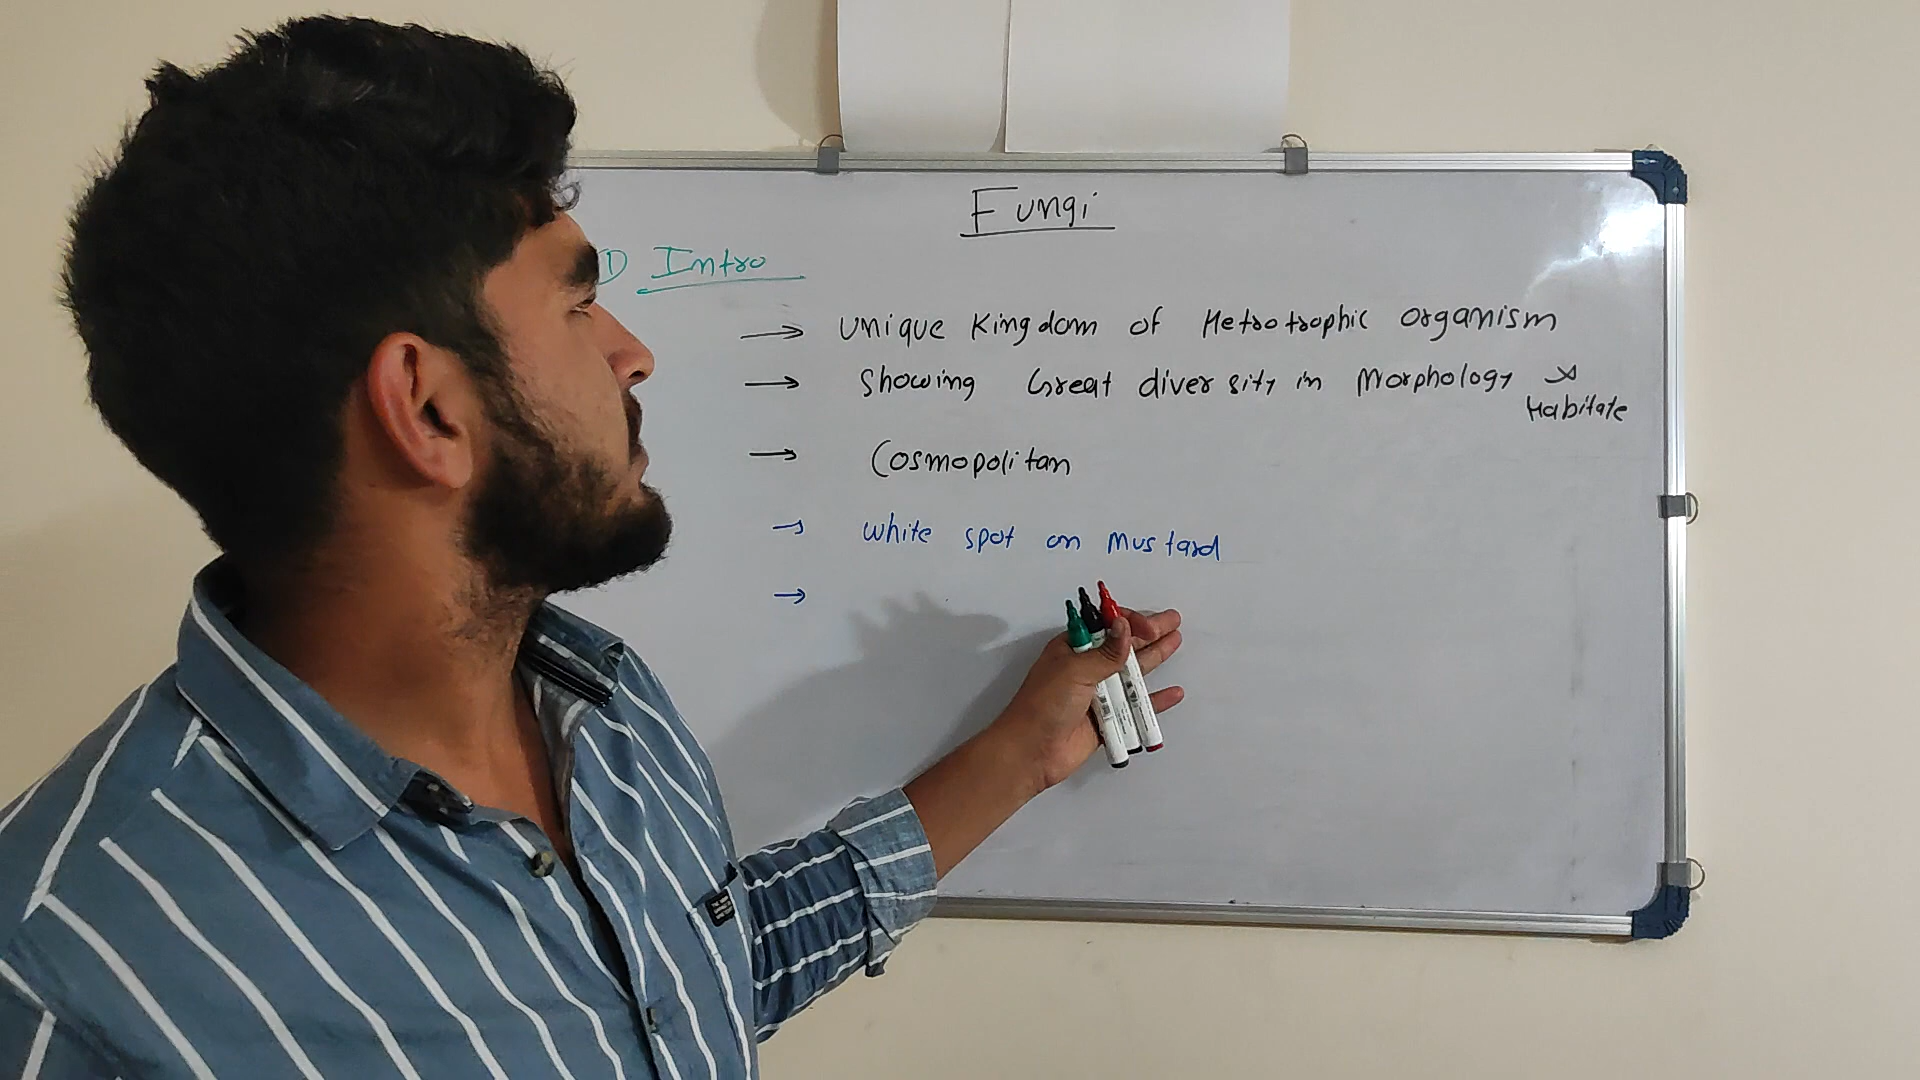 Fungi
1) Intro
→ unique Kingdom of Hetrotrophic organism
→ Showing Great diversity in Morphology &
Habitate
→ Cosmopolitan
→ white spot on mustard
→